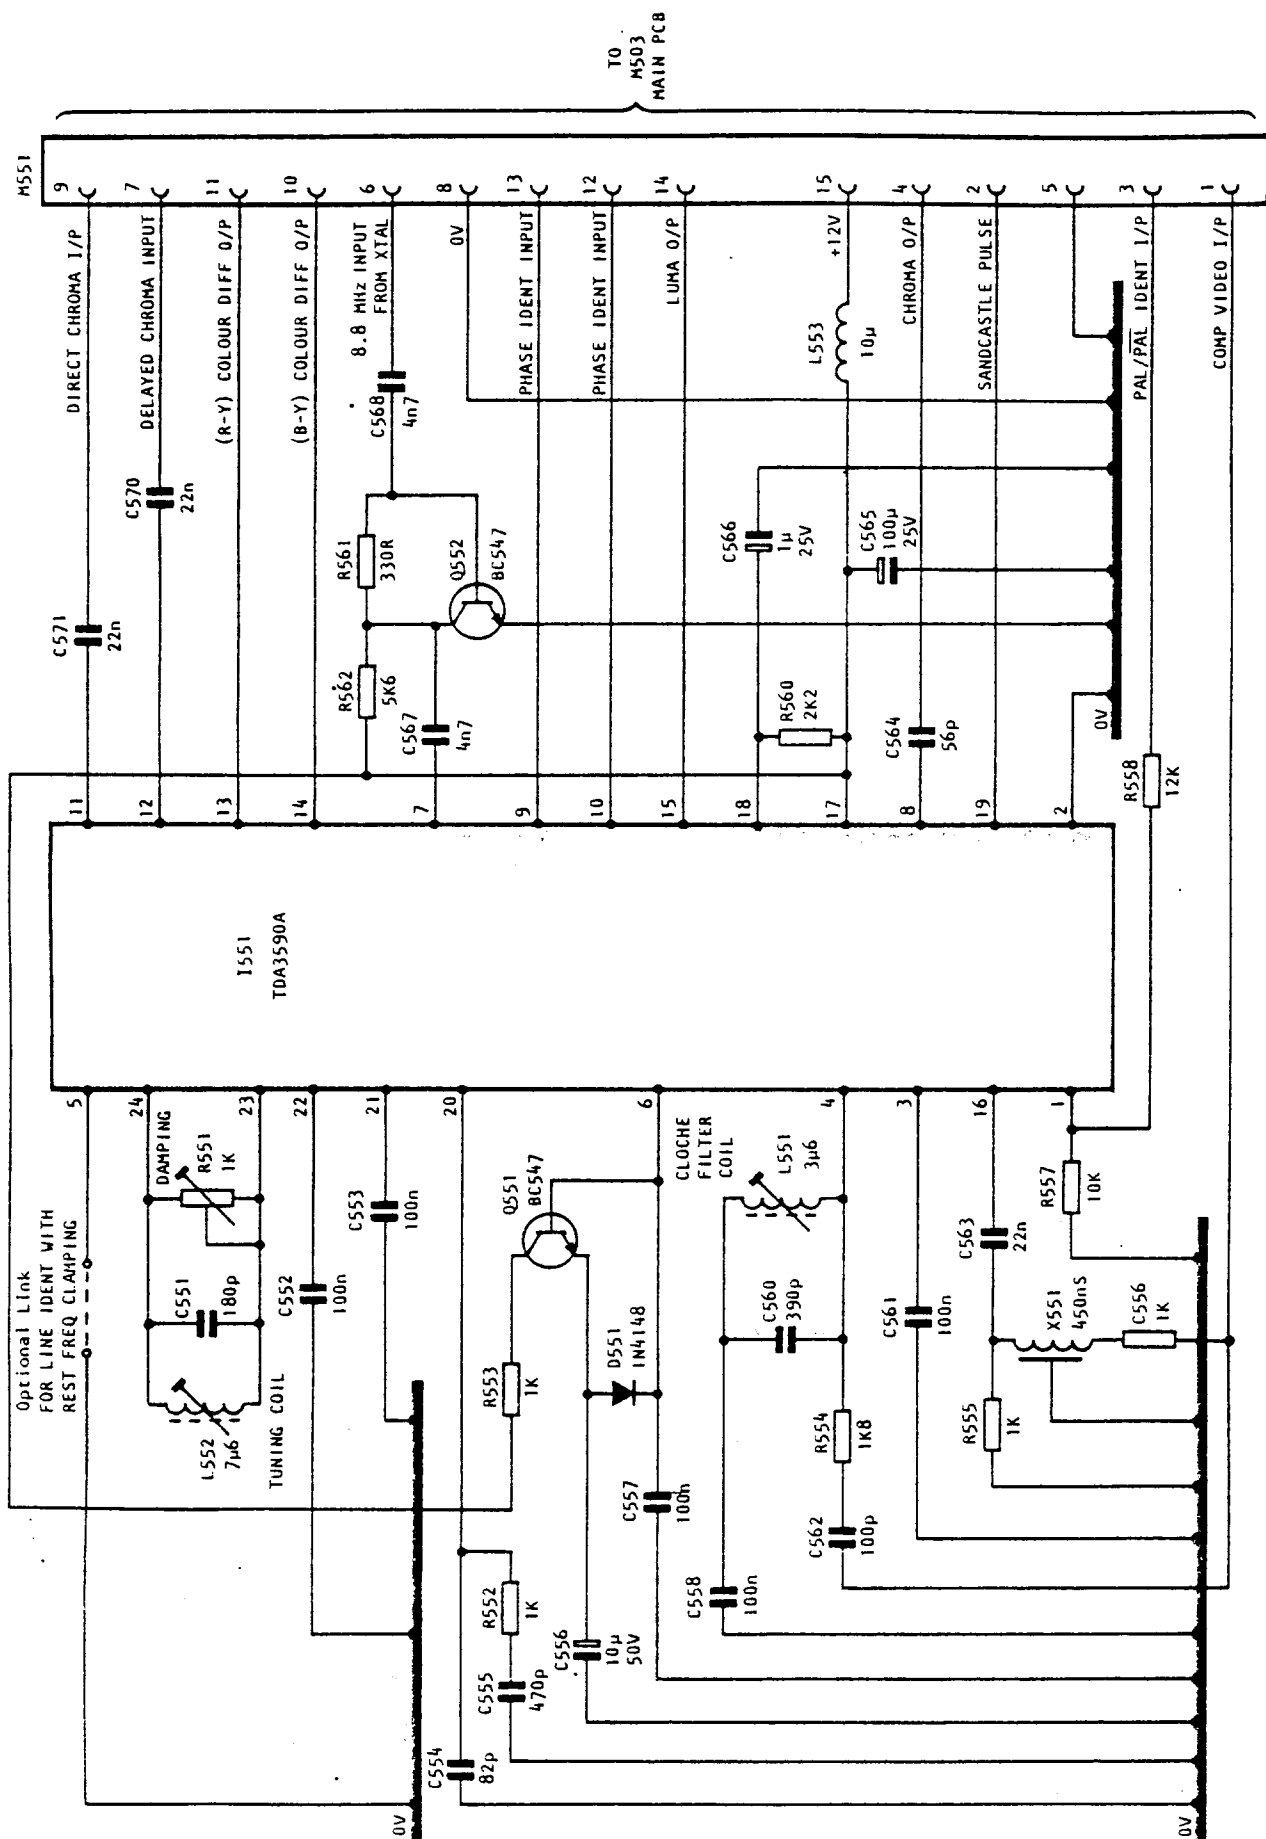 TO
M503
MAIN PCB
M551
9
7
11
10
6
8
13
12
14
15
4
2
5
3
1
DIRECT CHROMA I/P
DELAYED CHROMA INPUT
(R-Y) COLOUR DIFF O/P
(B-Y) COLOUR DIFF O/P
8.8 MHz INPUT
FROM XTAL
0V
PHASE IDENT INPUT
PHASE IDENT INPUT
LUMA O/P
+12V
CHROMA O/P
SANDCASTLE PULSE
PAL/PAL IDENT I/P
COMP VIDEO I/P
C571
22n
C570
22n
C568
4n7
R561
330R
Q552
BC547
R562
5K6
C567
4n7
L553
10µ
C566
1µ
25V
C565
100µ
25V
R560
2K2
C564
56p
0V
R558
12K
11
12
13
14
7
9
10
15
18
17
8
19
2
I551
TDA3590A
5
24
23
22
21
20
6
4
3
16
1
Optional Link
FOR LINE IDENT WITH
REST FREQ CLAMPING
DAMPING
R551
1K
C551
180p
L552
7µ6
TUNING COIL
C552
100n
C553
100n
Q551
BC547
R553
1K
D551
1N4148
CLOCHE
FILTER
COIL
L551
3µ6
C560
390p
R554
1K8
C557
100n
C558
100n
C562
100p
C561
100n
C563
22n
R557
10K
X551
450nS
C556
1K
R555
1K
R552
1K
C555
470p
C556
10µ
50V
C554
82p
0V
0V